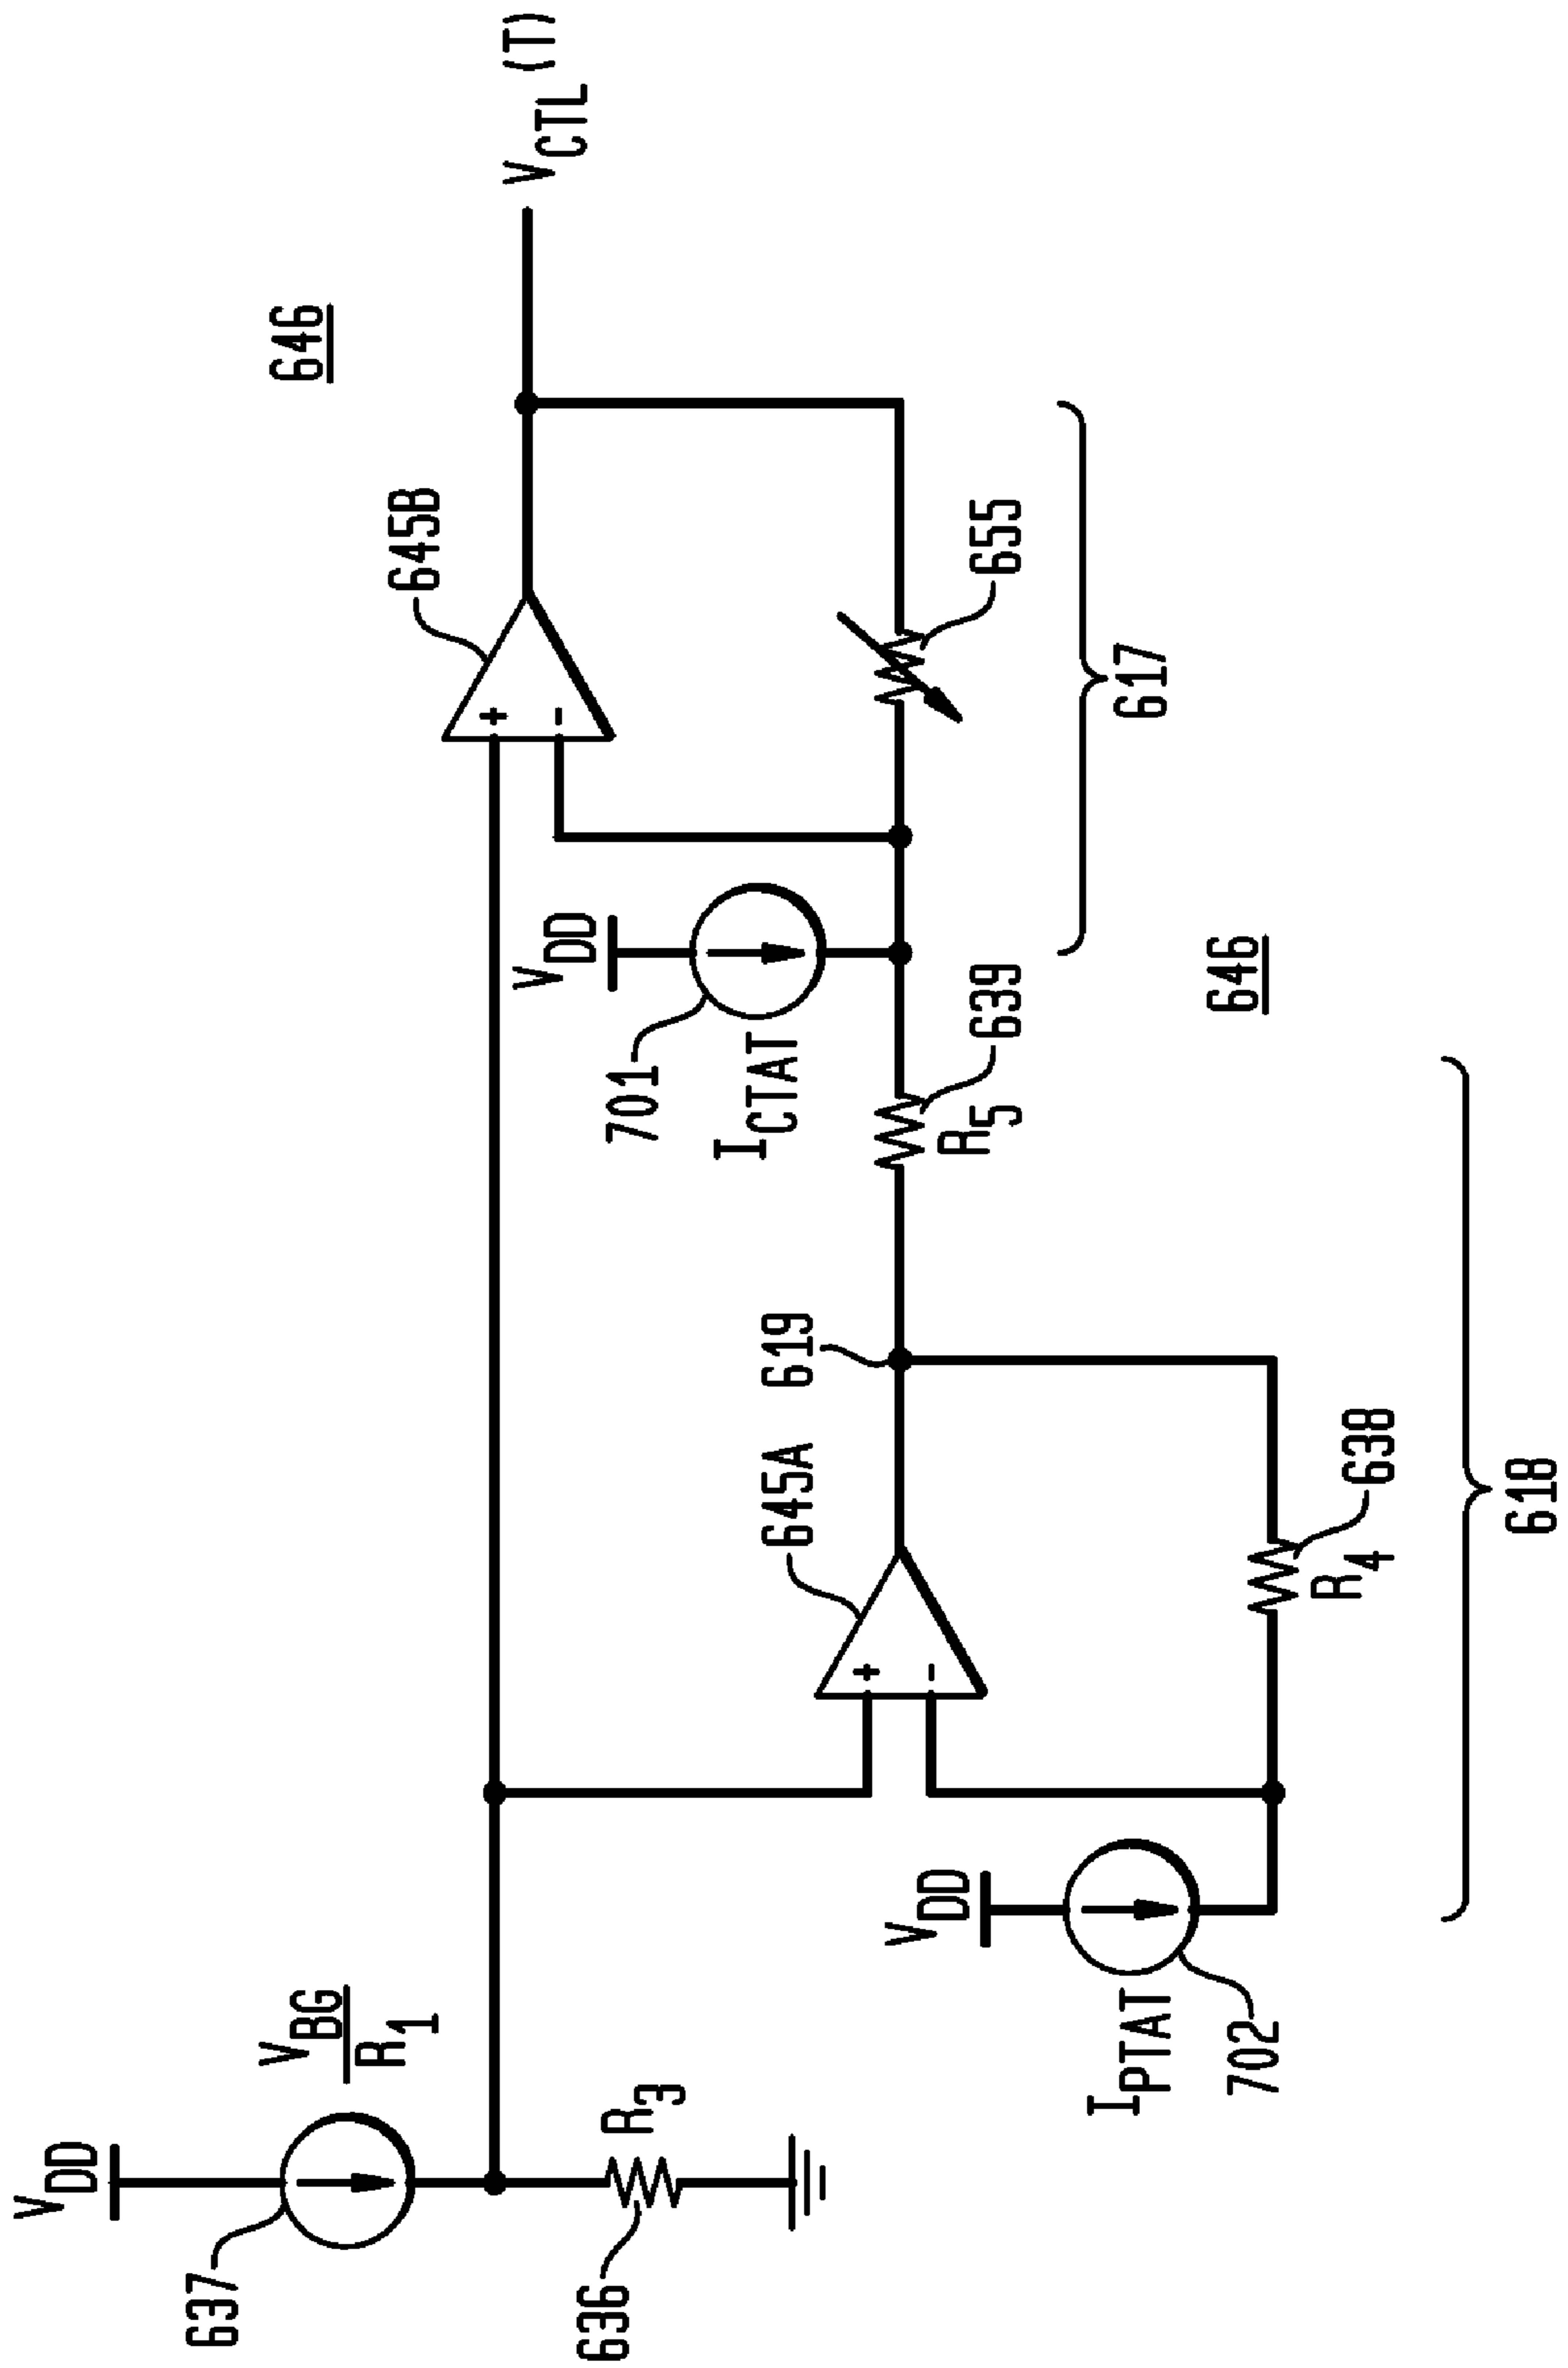 646
V_CTL (T)
645B
V_DD
701
I_CTAT
655
617
646
639
R_5
619
645A
638
R_4
618
V_DD
I_PTAT
702
V_BG
R_1
V_DD
637
R_3
636
+
-
+
-